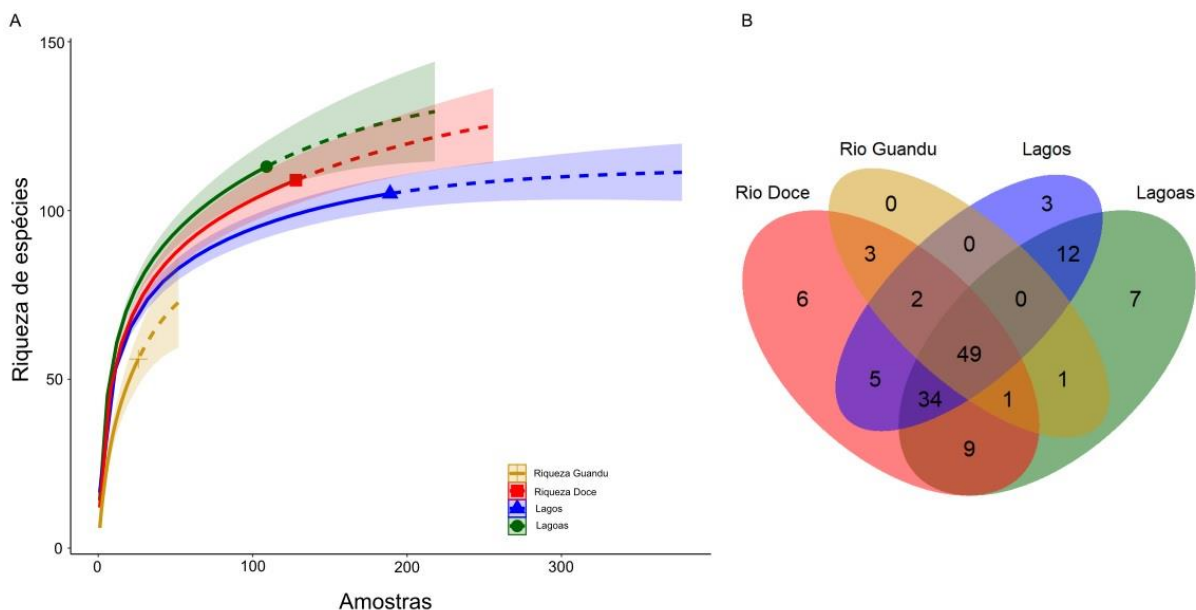 A
150
100
50
0
Riqueza de espécies
0
100
200
300
Amostras
Riqueza Guandu
Riqueza Doce
Lagos
Lagoas
B
Rio Guandu
Lagos
Rio Doce
Lagoas
0
3
3
0
12
6
2
0
7
49
5
34
1
1
9